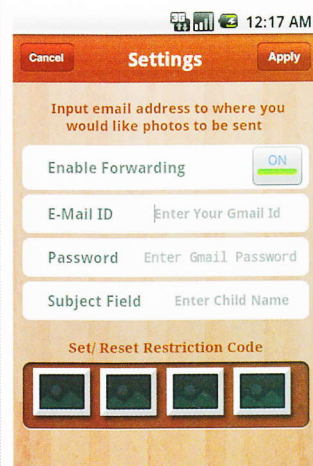 3G 12:17 AM
Cancel Settings Apply
Input email address to where you
would like photos to be sent
Enable Forwarding ON
E-Mail ID Enter Your Gmail Id
Password Enter Gmail Password
Subject Field Enter Child Name
Set/ Reset Restriction Code